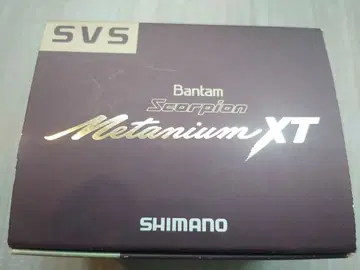 SVS
Bantam
Scorpion
Metanium XT
SHIMANO